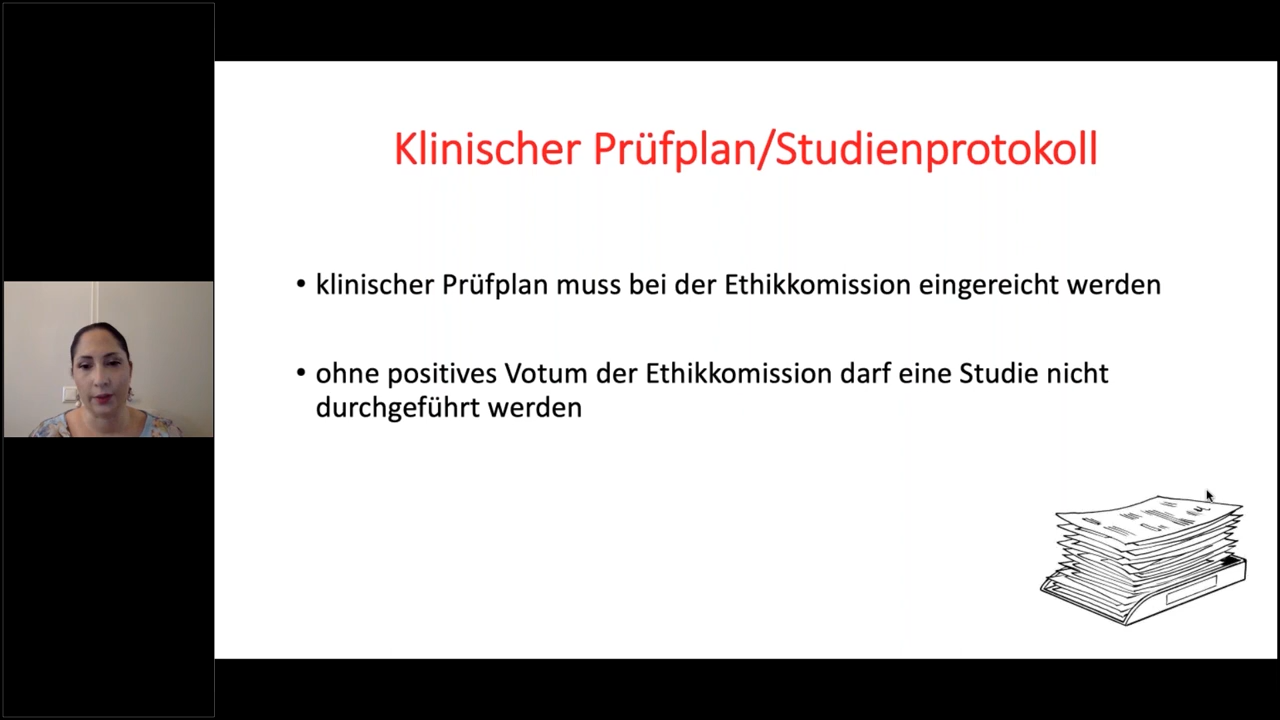 Klinischer Prüfplan/Studienprotokoll
• klinischer Prüfplan muss bei der Ethikkomission eingereicht werden
• ohne positives Votum der Ethikkomission darf eine Studie nicht
durchgeführt werden